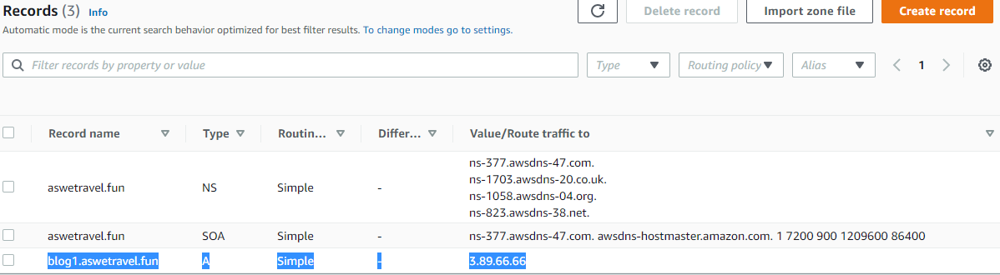 Records (3) Info
Delete record
Import zone file
Create record
Automatic mode is the current search behavior optimized for best filter results. To change modes go to settings.
Filter records by property or value
Type
Routing policy
Alias
1
Record name Type Routin... Differ... Value/Route traffic to
aswetravel.fun NS Simple - ns-377.awsdns-47.com.
ns-1703.awsdns-20.co.uk.
ns-1058.awsdns-04.org.
ns-823.awsdns-38.net.
aswetravel.fun SOA Simple - ns-377.awsdns-47.com. awsdns-hostmaster.amazon.com. 1 7200 900 1209600 86400
blog1.aswetravel.fun A Simple - 3.89.66.66